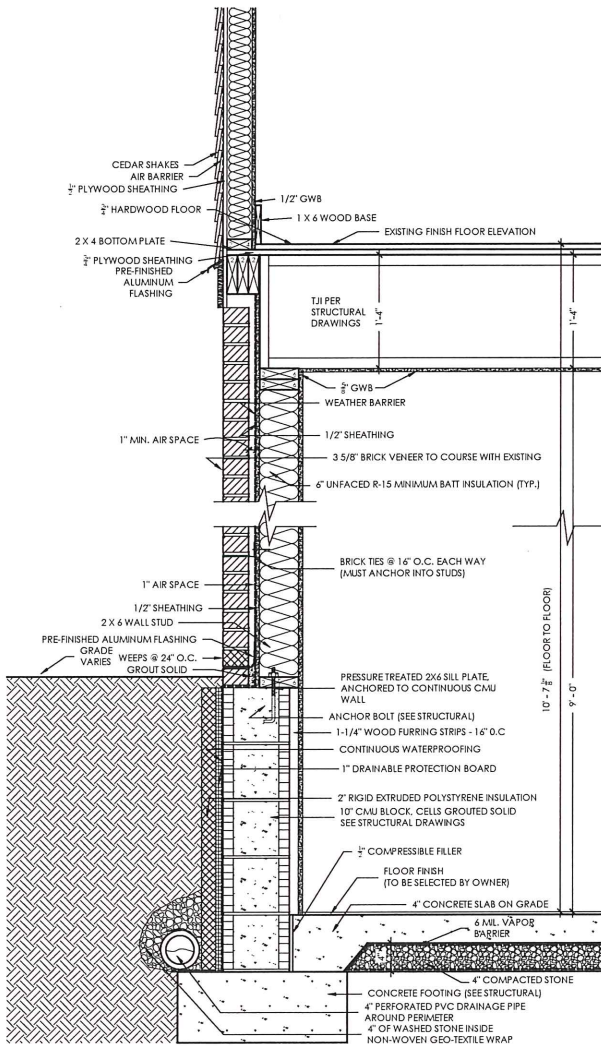 CEDAR SHAKES
AIR BARRIER
1/2" PLYWOOD SHEATHING
1/2" GWB
3/4" HARDWOOD FLOOR
1 X 6 WOOD BASE
EXISTING FINISH FLOOR ELEVATION
2 X 4 BOTTOM PLATE
3/4" PLYWOOD SHEATHING
PRE-FINISHED
ALUMINUM
FLASHING
TJI PER
STRUCTURAL
DRAWINGS
1'-4"
1'-4"
5/8" GWB
WEATHER BARRIER
1" MIN. AIR SPACE
1/2" SHEATHING
3 5/8" BRICK VENEER TO COURSE WITH EXISTING
6" UNFACED R-15 MINIMUM BATT INSULATION (TYP.)
BRICK TIES @ 16" O.C. EACH WAY
(MUST ANCHOR INTO STUDS)
1" AIR SPACE
1/2" SHEATHING
2 X 6 WALL STUD
PRE-FINISHED ALUMINUM FLASHING
GRADE
VARIES
WEEPS @ 24" O.C.
GROUT SOLID
10' - 7
(FLOOR TO FLOOR)
9'-0"
PRESSURE TREATED 2X6 SILL PLATE,
ANCHORED TO CONTINUOUS CMU
WALL
ANCHOR BOLT (SEE STRUCTURAL)
1-1/4" WOOD FURRING STRIPS - 16" O.C
CONTINUOUS WATERPROOFING
1" DRAINABLE PROTECTION BOARD
2" RIGID EXTRUDED POLYSTYRENE INSULATION
10" CMU BLOCK, CELLS GROUTED SOLID
SEE STRUCTURAL DRAWINGS
1/2" COMPRESSIBLE FILLER
FLOOR FINISH
(TO BE SELECTED BY OWNER)
4" CONCRETE SLAB ON GRADE
6 MIL. VAPOR
BARRIER
4"
4" COMPACTED STONE
CONCRETE FOOTING (SEE STRUCTURAL)
4" PERFORATED PVC DRAINAGE PIPE
AROUND PERIMETER
4" OF WASHED STONE INSIDE
NON-WOVEN GEO-TEXTILE WRAP